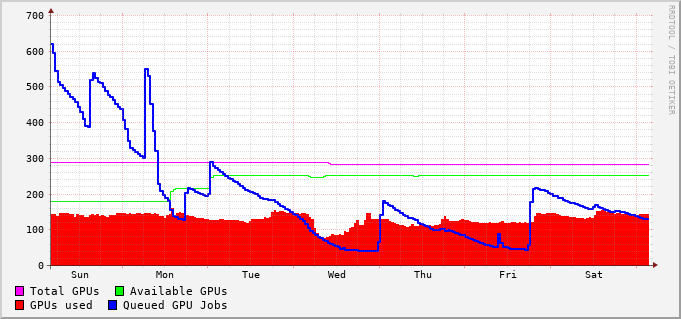 700
600
500
400
300
200
100
0
Sun Mon Tue Wed Thu Fri Sat
Total GPUs Available GPUs
GPUs used Queued GPU Jobs
RRDTOOL / TOBI OETIKER